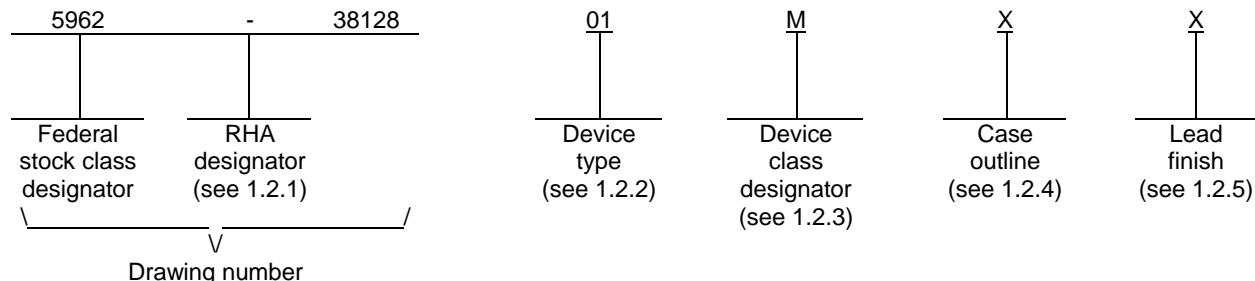 5962 - 38128 01 M X X
Federal stock class designator
RHA designator (see 1.2.1)
Device type (see 1.2.2)
Device class designator (see 1.2.3)
Case outline (see 1.2.4)
Lead finish (see 1.2.5)
\ /
\/
Drawing number